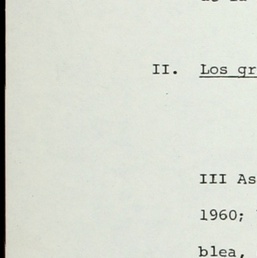 II. Los gr
III As
1960;
blea,